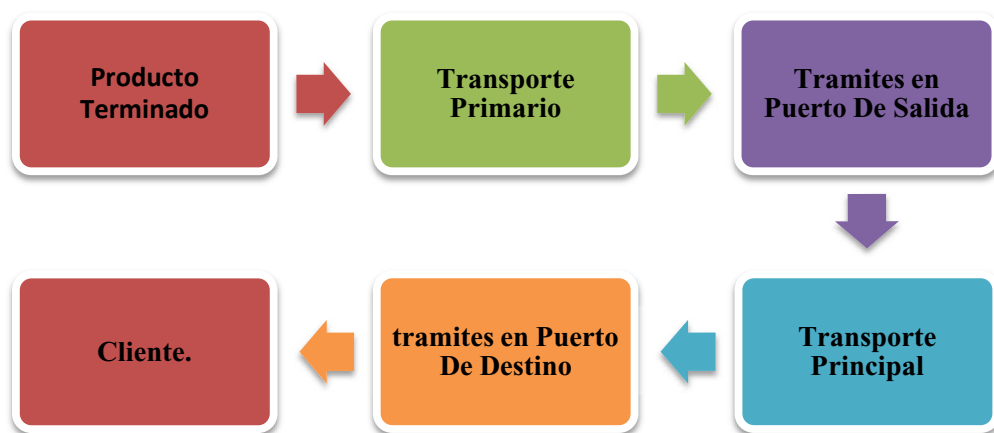 Producto
Terminado
Transporte
Primario
Tramites en
Puerto De Salida
Transporte
Principal
tramites en Puerto
De Destino
Cliente.